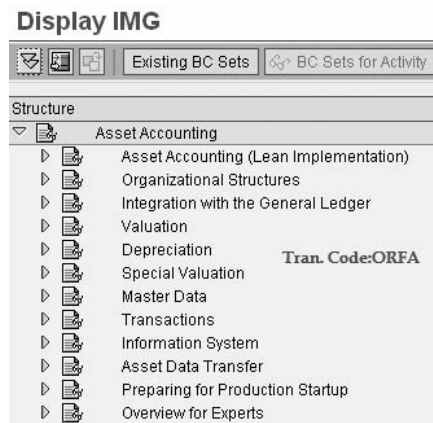 Display IMG
Existing BC Sets BC Sets for Activity
Structure
Asset Accounting
Asset Accounting (Lean Implementation)
Organizational Structures
Integration with the General Ledger
Valuation
Depreciation
Tran. Code:ORFA
Special Valuation
Master Data
Transactions
Information System
Asset Data Transfer
Preparing for Production Startup
Overview for Experts